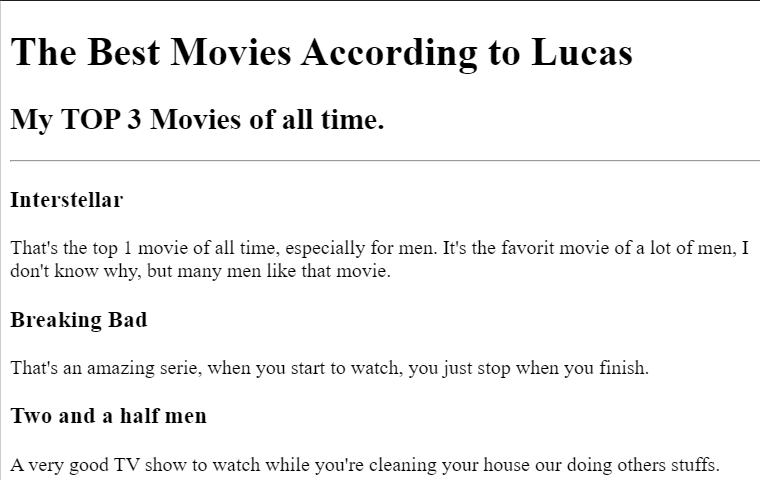 The Best Movies According to Lucas
My TOP 3 Movies of all time.
Interstellar
That's the top 1 movie of all time, especially for men. It's the favorit movie of a lot of men, I
don't know why, but many men like that movie.
Breaking Bad
That's an amazing serie, when you start to watch, you just stop when you finish.
Two and a half men
A very good TV show to watch while you're cleaning your house our doing others stuffs.